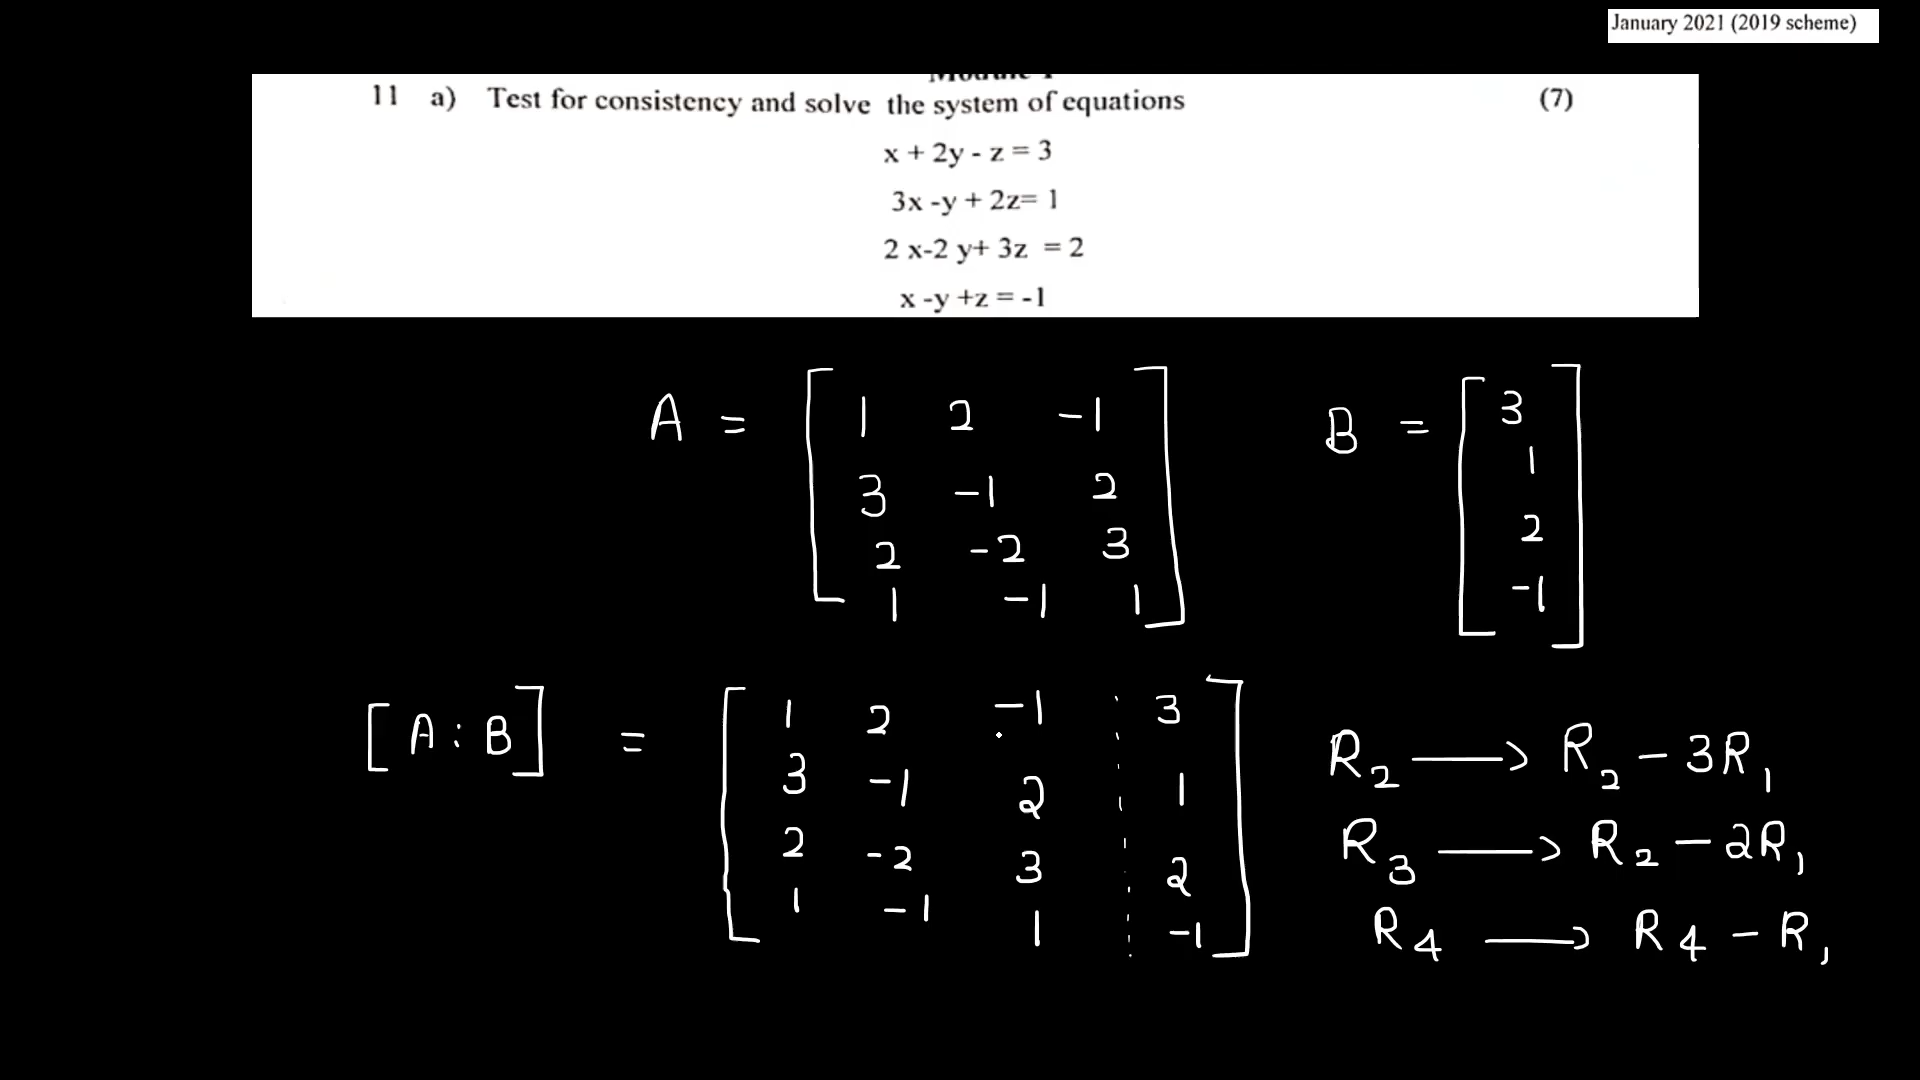 January 2021 (2019 scheme)
11 a) Test for consistency and solve the system of equations (7)
x + 2y - z = 3
3x -y + 2z= 1
2 x-2 y+ 3z = 2
x -y +z = -1
A = [ 1 2 -1 B = [ 3
3 -1 2 1
2 -2 3 2
1 -1 1 ] -1 ]
[A : B] = [ 1 2 -1 : 3
3 -1 2 : 1
2 -2 3 : 2
1 -1 1 : -1 ]
R2 → R2 - 3R1
R3 → R2 - 2R1
R4 → R4 - R1